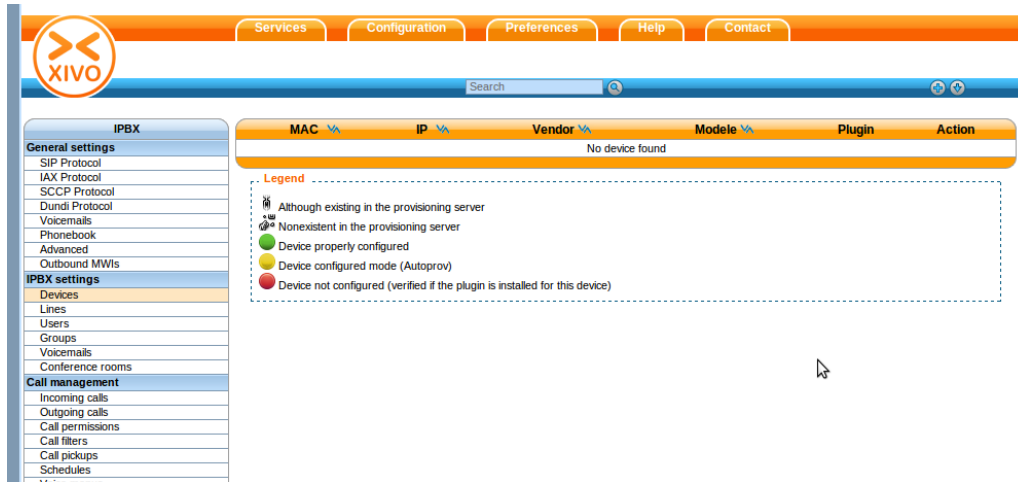 Services Configuration Preferences Help Contact
XIVO
Search
IPBX
General settings
SIP Protocol
IAX Protocol
SCCP Protocol
Dundi Protocol
Voicemails
Phonebook
Advanced
Outbound MWIs
IPBX settings
Devices
Lines
Users
Groups
Voicemails
Conference rooms
Call management
Incoming calls
Outgoing calls
Call permissions
Call filters
Call pickups
Schedules
MAC IP Vendor Modele Plugin Action
No device found
Legend
Although existing in the provisioning server
Nonexistent in the provisioning server
Device properly configured
Device configured mode (Autoprov)
Device not configured (verified if the plugin is installed for this device)